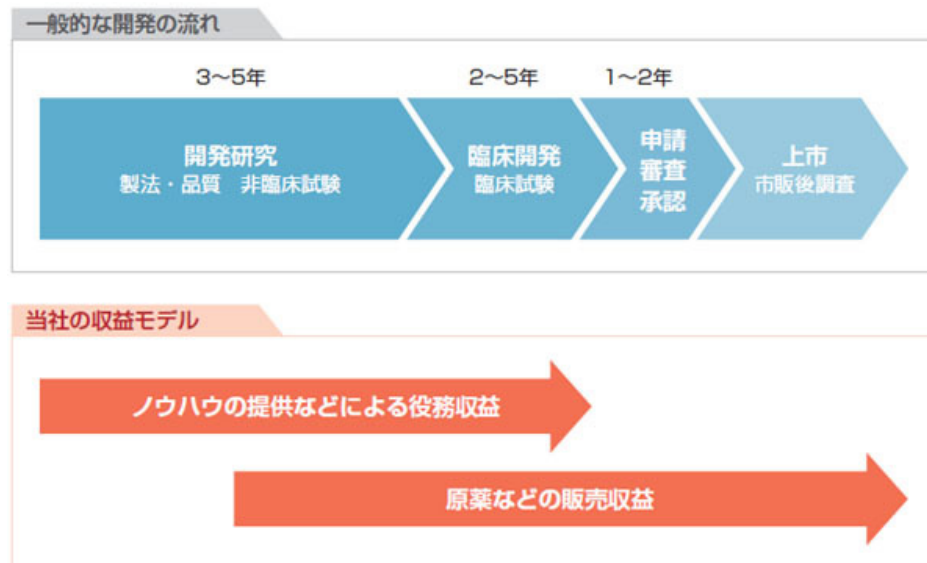 一般的な開発の流れ
3～5年
2～5年
1～2年
開発研究
製法・品質　非臨床試験
臨床開発
臨床試験
申請
審査
承認
上市
市販後調査
当社の収益モデル
ノウハウの提供などによる役務収益
原薬などの販売収益